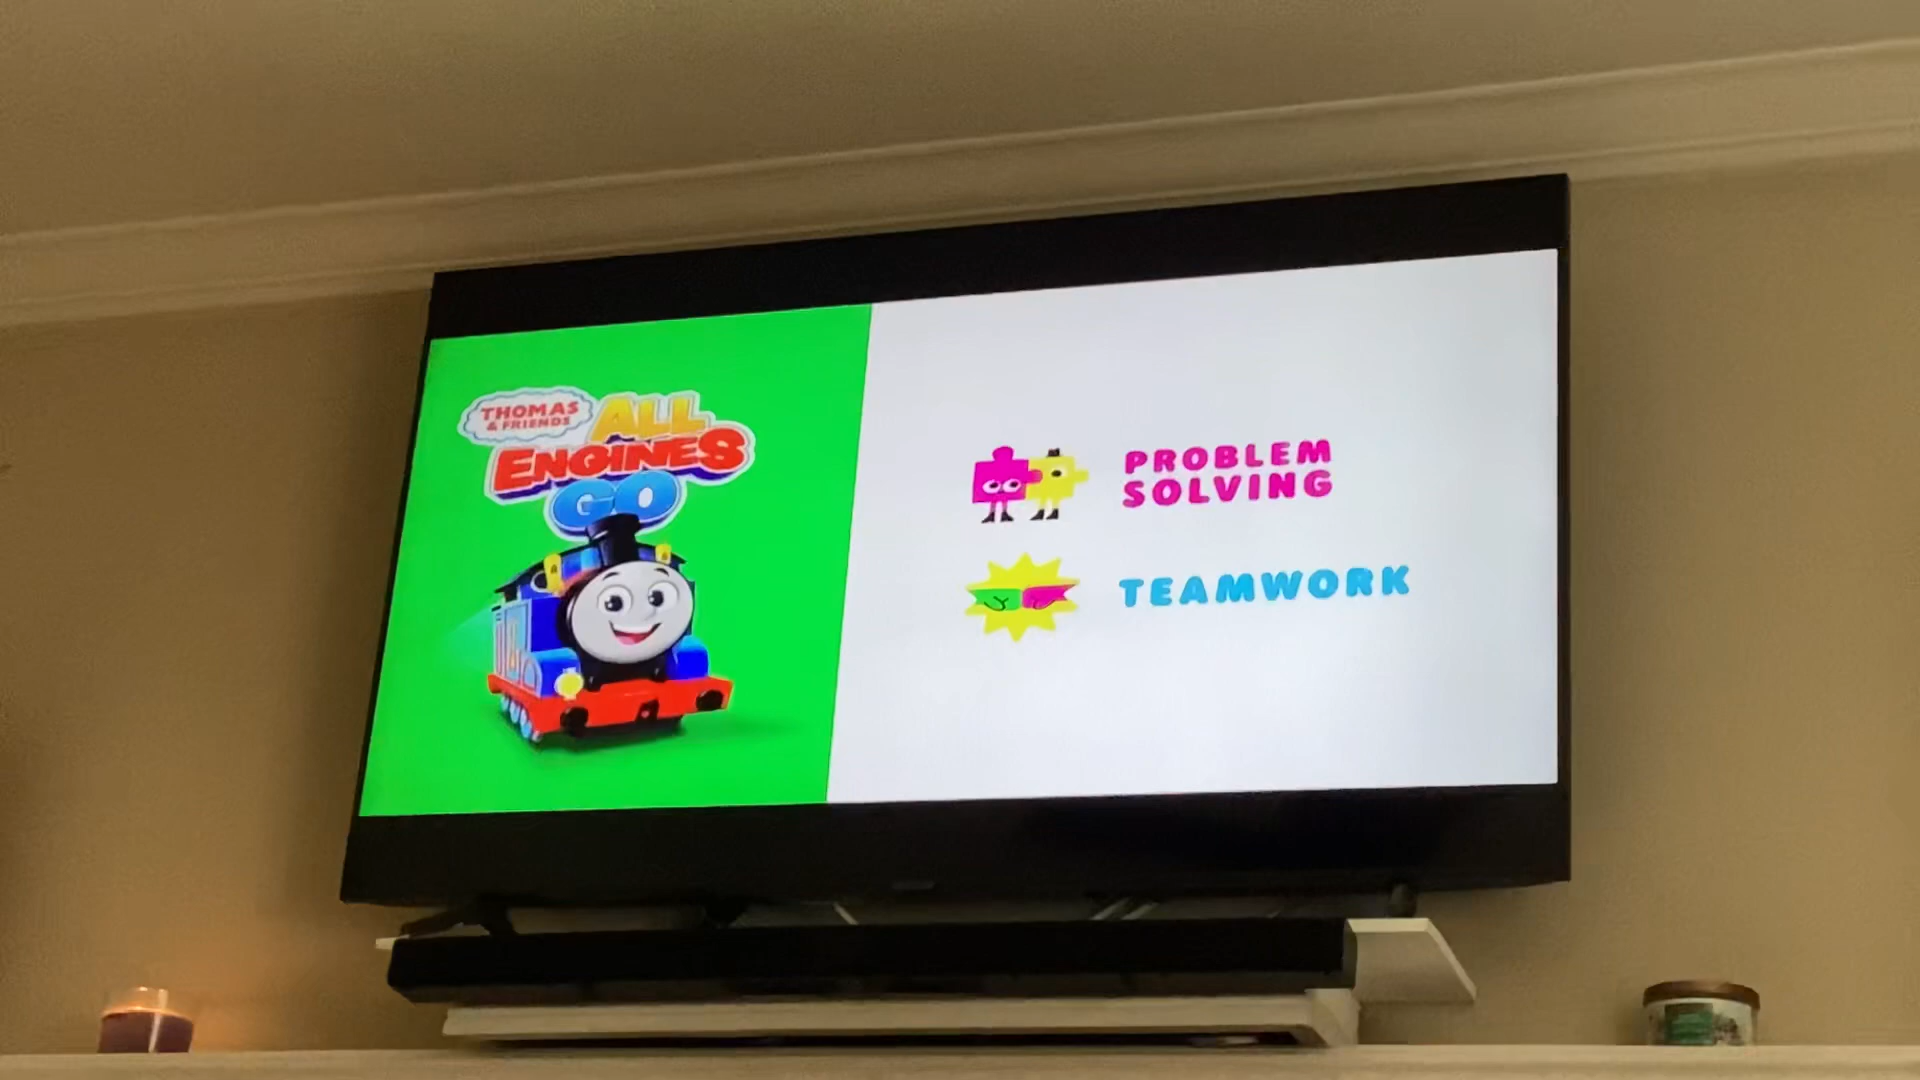 THOMAS
& FRIENDS
ALL
ENGINES
GO
PROBLEM
SOLVING
TEAMWORK